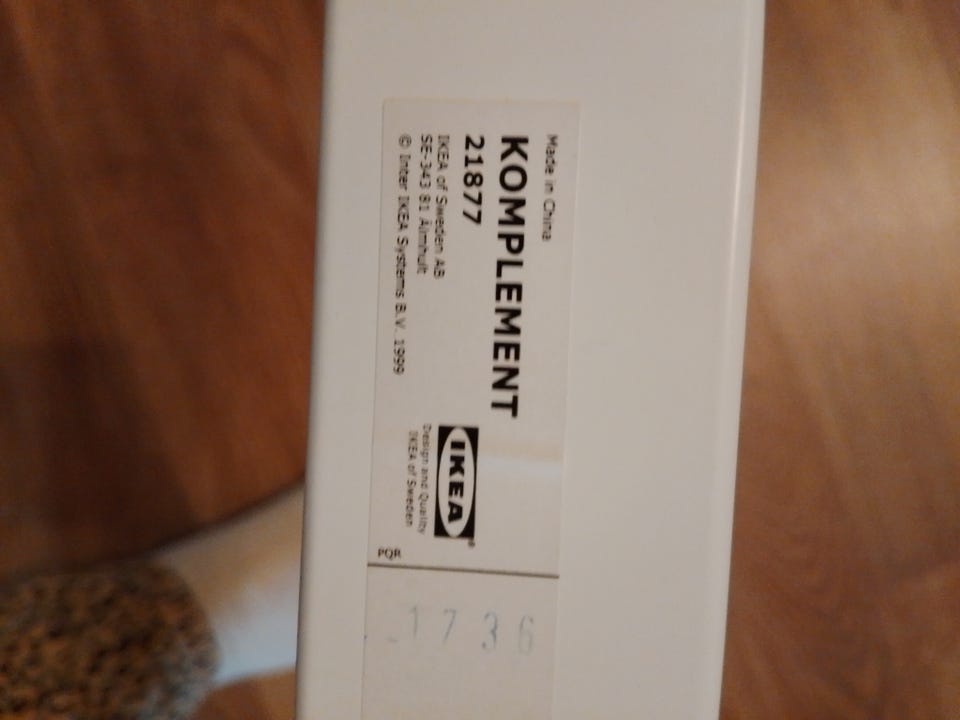 Made in China
KOMPLEMENT
21877
IKEA of Sweden AB
SE-343 81 Älmhult
© Inter IKEA Systems B.V. 1999
IKEA®
Design and Quality
IKEA of Sweden
PQR
1736